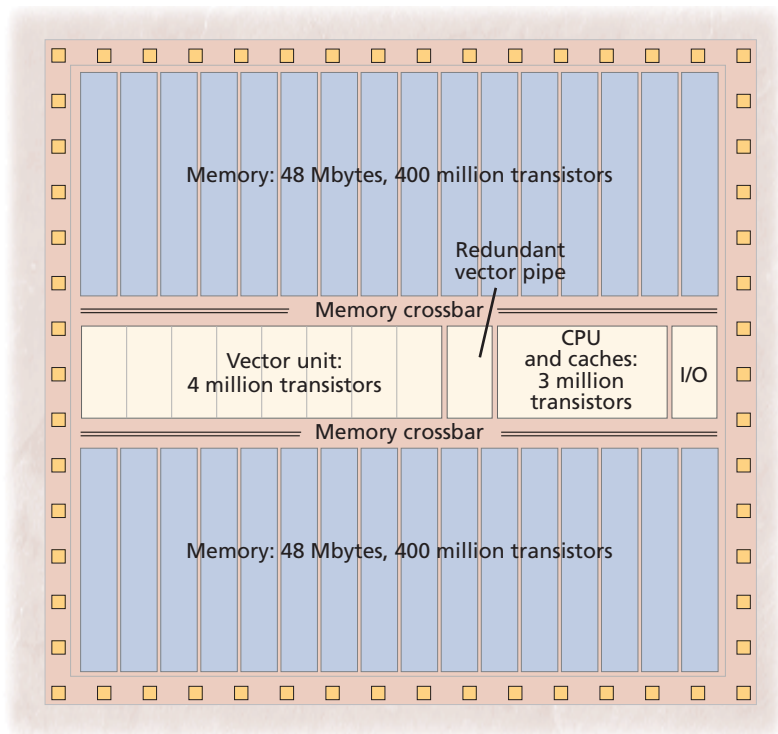 Memory: 48 Mbytes, 400 million transistors
Redundant
vector pipe
Memory crossbar
Vector unit:
4 million transistors
CPU
and caches:
3 million
transistors
I/O
Memory crossbar
Memory: 48 Mbytes, 400 million transistors